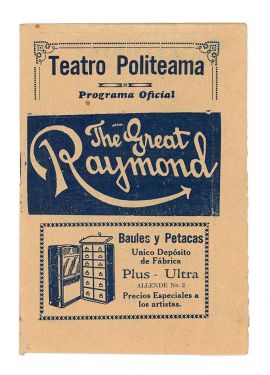 Teatro Politeama
Programa Oficial
The Great
Raymond
Baules y Petacas
Unico Depósito
de Fábrica
Plus - Ultra
ALLENDE No. 2
Precios Especiales a
los artistas.